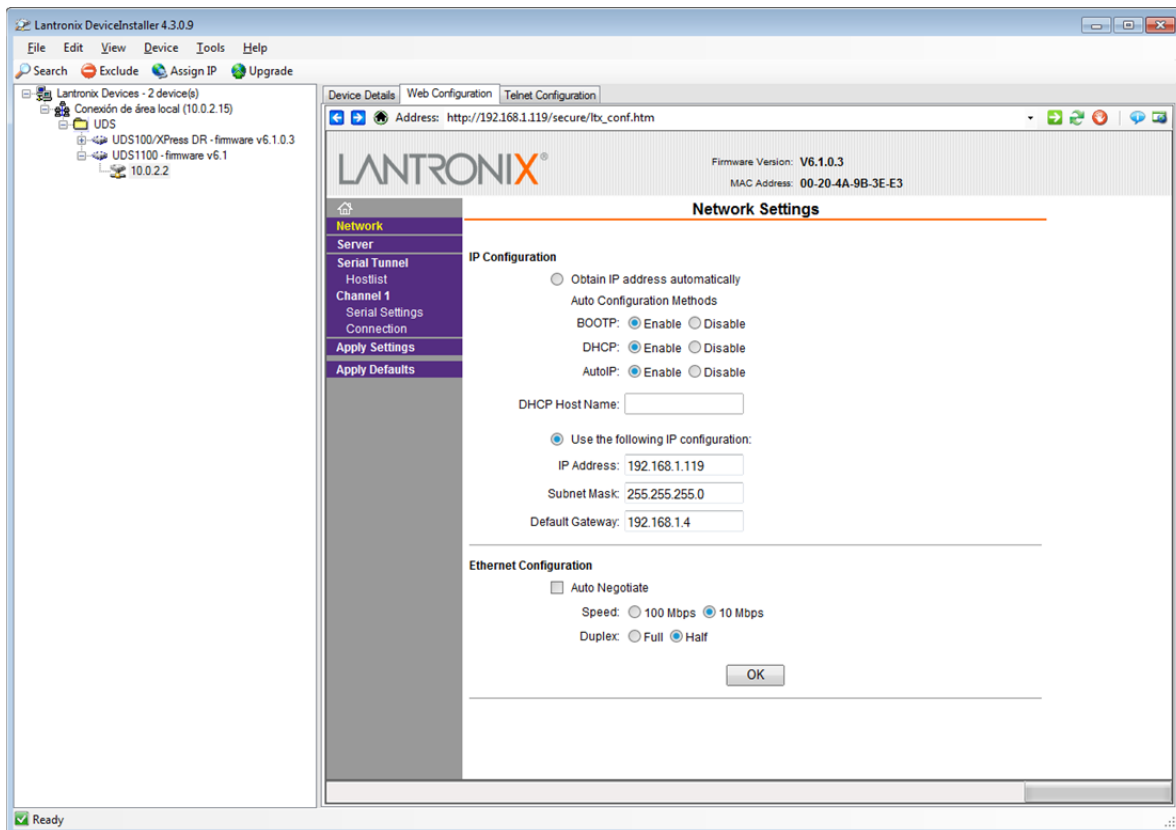 Lantronix DeviceInstaller 4.3.0.9
File Edit View Device Tools Help
Search Exclude Assign IP Upgrade
Lantronix Devices - 2 device(s)
Conexión de área local (10.0.2.15)
UDS
UDS100/XPress DR - firmware v6.1.0.3
UDS1100 - firmware v6.1
10.0.2.2
Device Details Web Configuration Telnet Configuration
Address: http://192.168.1.119/secure/ltx_conf.htm
LANTRONIX®
Firmware Version: V6.1.0.3
MAC Address: 00-20-4A-9B-3E-E3
Network
Server
Serial Tunnel
Hostlist
Channel 1
Serial Settings
Connection
Apply Settings
Apply Defaults
Network Settings
IP Configuration
Obtain IP address automatically
Auto Configuration Methods
BOOTP: Enable Disable
DHCP: Enable Disable
AutoIP: Enable Disable
DHCP Host Name:
Use the following IP configuration:
IP Address: 192.168.1.119
Subnet Mask: 255.255.255.0
Default Gateway: 192.168.1.4
Ethernet Configuration
Auto Negotiate
Speed: 100 Mbps 10 Mbps
Duplex: Full Half
OK
Ready